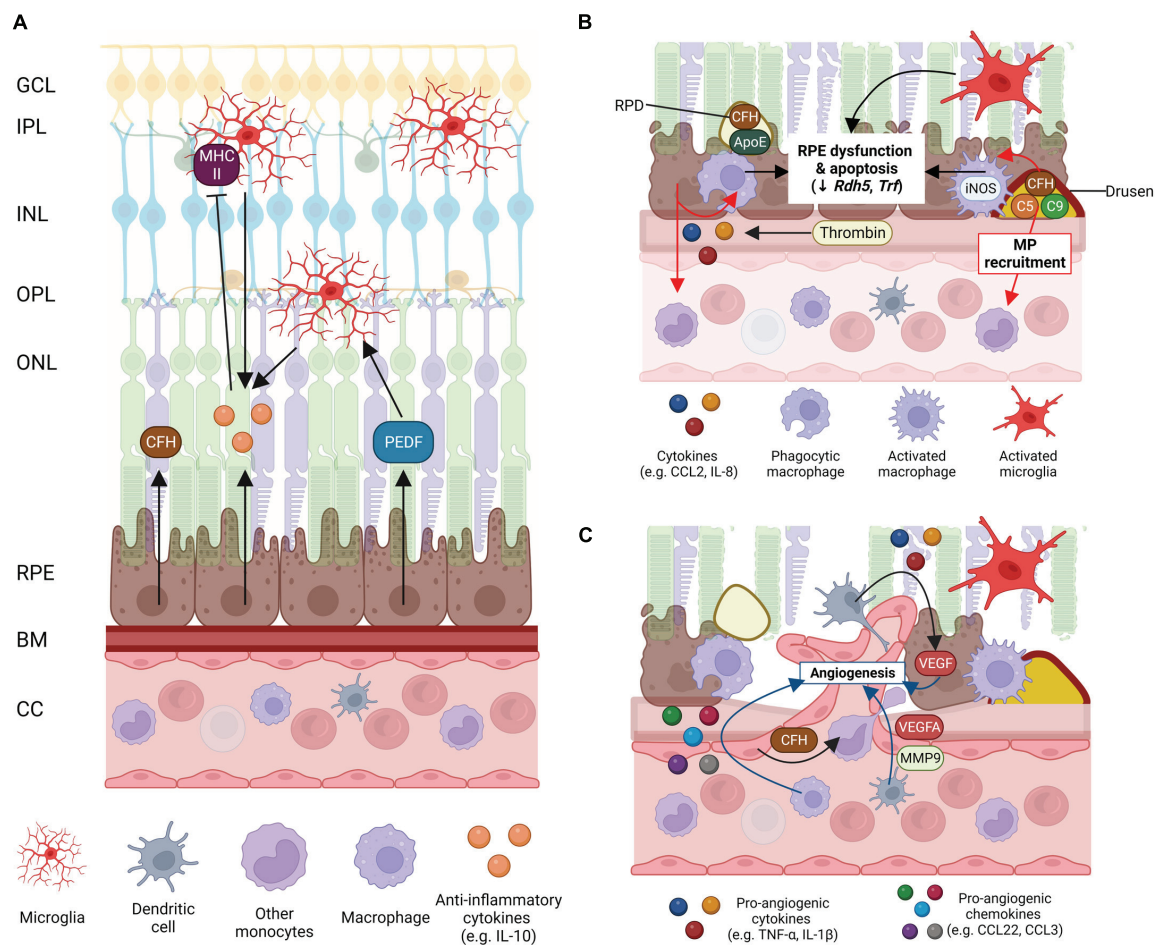 A
GCL
IPL
INL
OPL
ONL
RPE
BM
CC
MHC
II
CFH
PEDF
Microglia
Dendritic
cell
Other
monocytes
Macrophage
Anti-inflammatory
cytokines
(e.g. IL-10)
B
RPD
CFH
ApoE
RPE dysfunction
& apoptosis
(↓ Rdh5, Trf)
iNOS
CFH
C5
C9
Drusen
Thrombin
MP
recruitment
Cytokines
(e.g. CCL2, IL-8)
Phagocytic
macrophage
Activated
macrophage
Activated
microglia
C
VEGF
Angiogenesis
CFH
VEGFA
MMP9
Pro-angiogenic
cytokines
(e.g. TNF-α, IL-1β)
Pro-angiogenic
chemokines
(e.g. CCL22, CCL3)